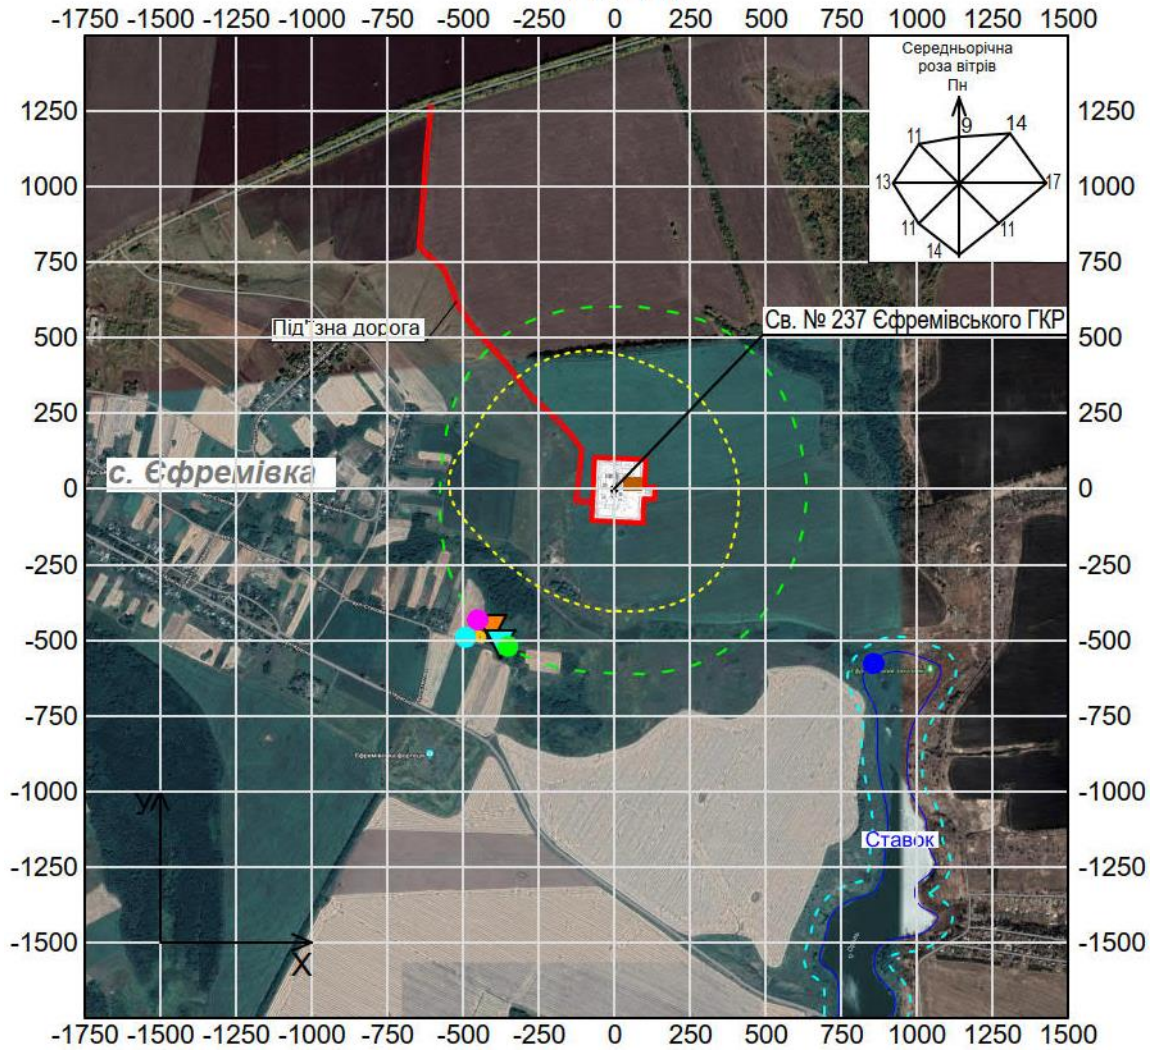 -1750 -1500 -1250 -1000 -750 -500 -250 0 250 500 750 1000 1250 1500
Середньорічна
роза вітрів
Пн
11 9 14
13 17
11 11
14
1250 1250
1000 1000
750 750
Під'їзна дорога
Св. № 237 Єфремівського ГКР
500 500
250 250
с. Єфремівка
0 0
-250 -250
-500 -500
-750 -750
-1000 -1000
У
Ставок
-1250 -1250
-1500 -1500
Х
-1750 -1500 -1250 -1000 -750 -500 -250 0 250 500 750 1000 1250 1500